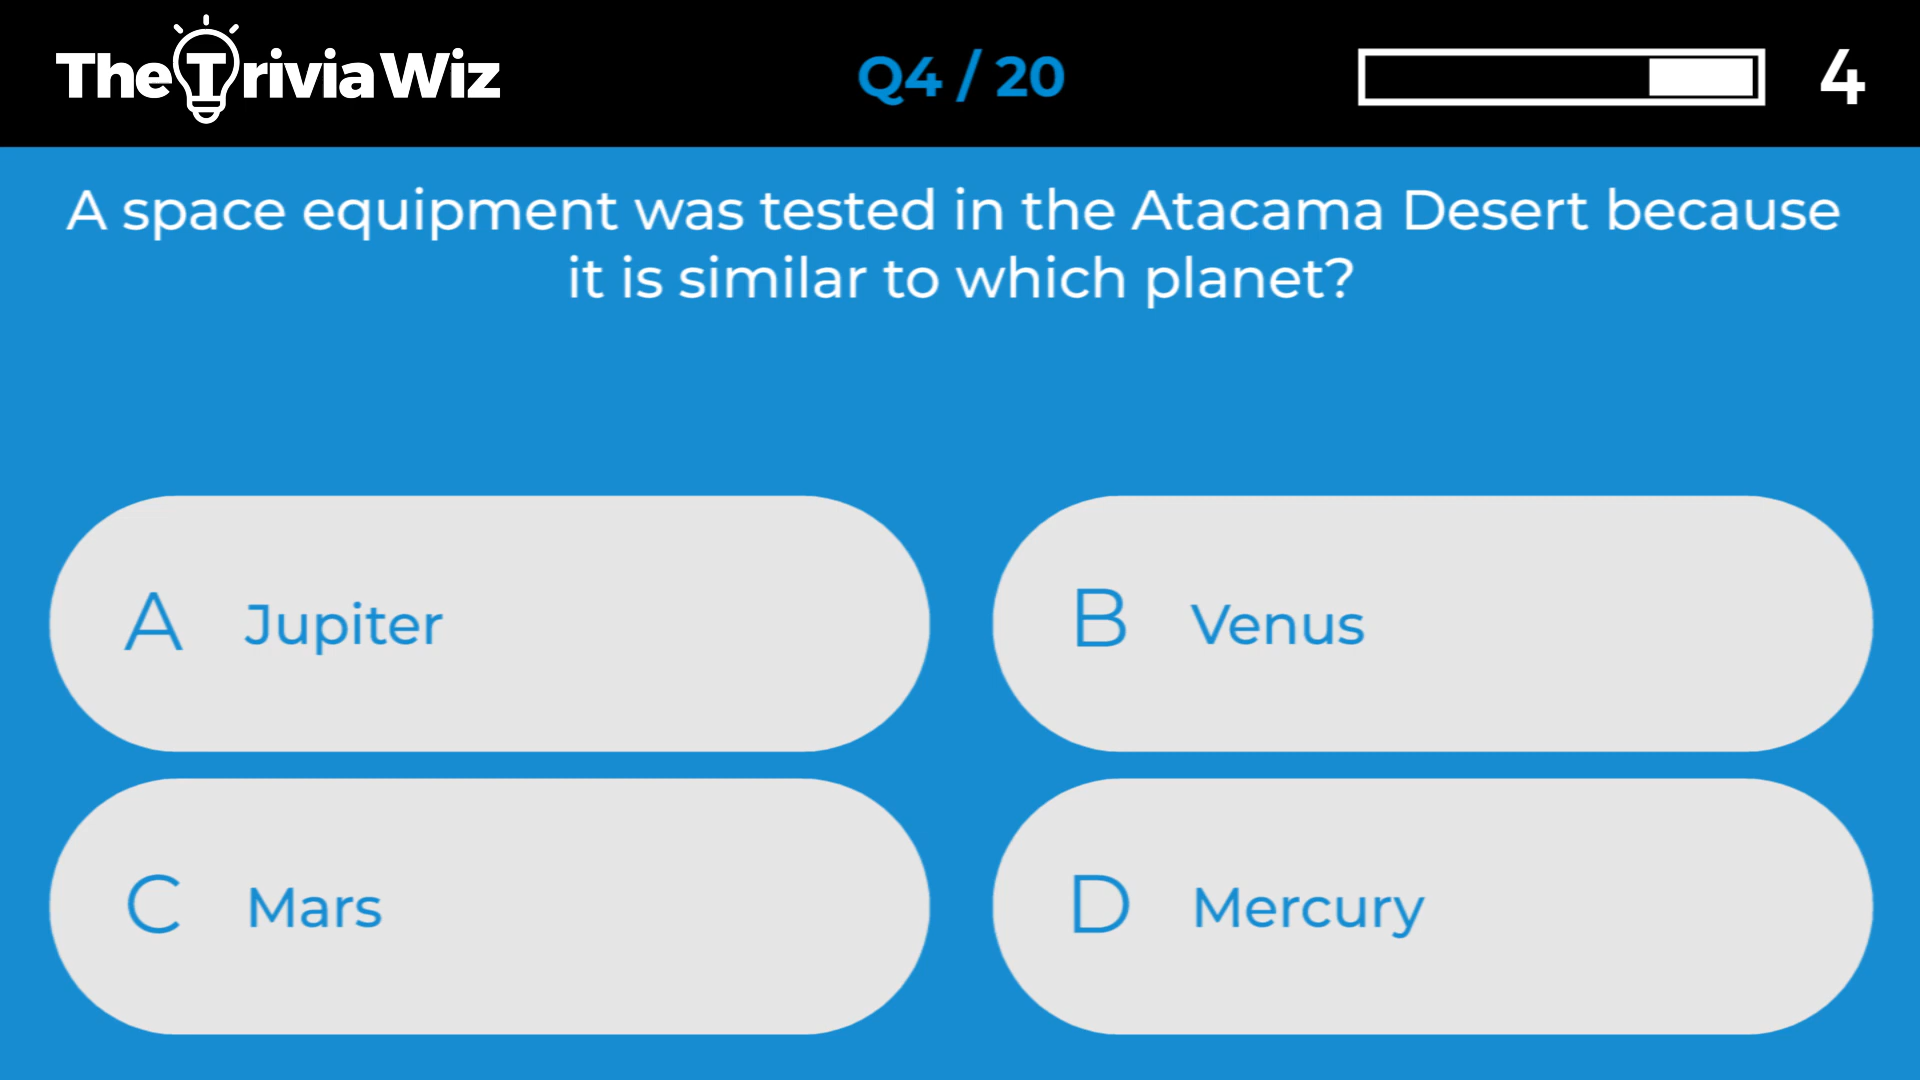 The Trivia Wiz
Q4 / 20
4
A space equipment was tested in the Atacama Desert because
it is similar to which planet?
A Jupiter
B Venus
C Mars
D Mercury